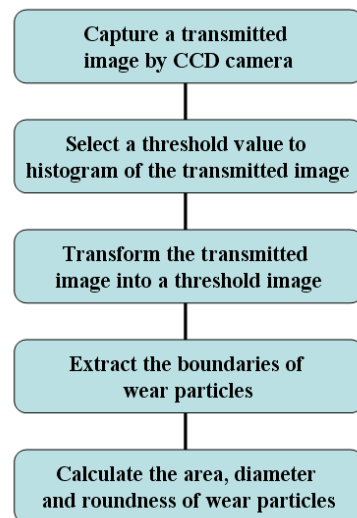 Capture a transmitted
image by CCD camera
Select a threshold value to
histogram of the transmitted image
Transform the transmitted
image into a threshold image
Extract the boundaries of
wear particles
Calculate the area, diameter
and roundness of wear particles